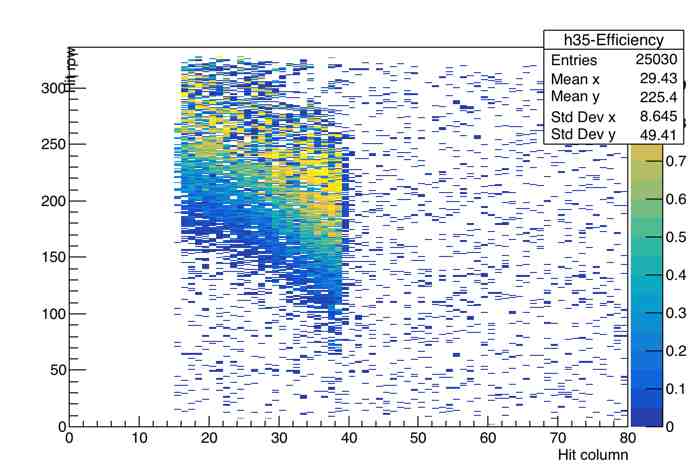 h35-Efficiency
Entries 25030
Mean x 29.43
Mean y 225.4
Std Dev x 8.645
Std Dev y 49.41
300
250
200
150
100
50
0
0 10 20 30 40 50 60 70 80
Hit column
0.7
0.6
0.5
0.4
0.3
0.2
0.1
0